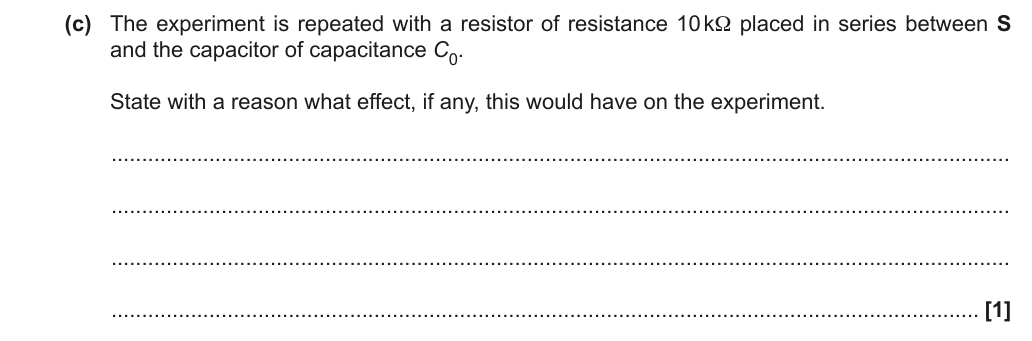 (c) The experiment is repeated with a resistor of resistance 10 kΩ placed in series between S
and the capacitor of capacitance C₀.
State with a reason what effect, if any, this would have on the experiment.
[1]